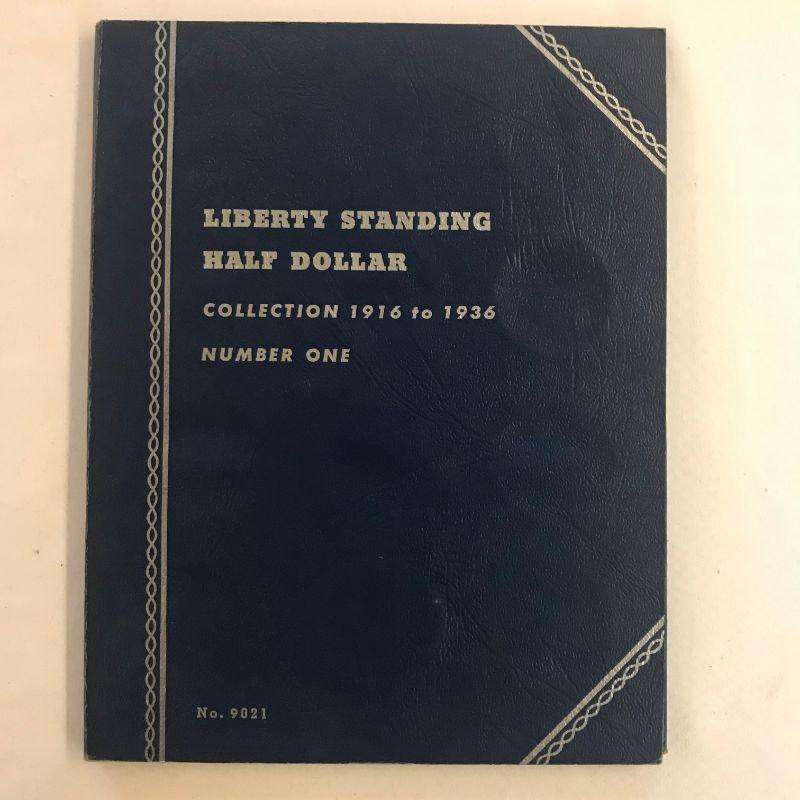 LIBERTY STANDING
HALF DOLLAR
COLLECTION 1916 to 1936
NUMBER ONE
No. 9021